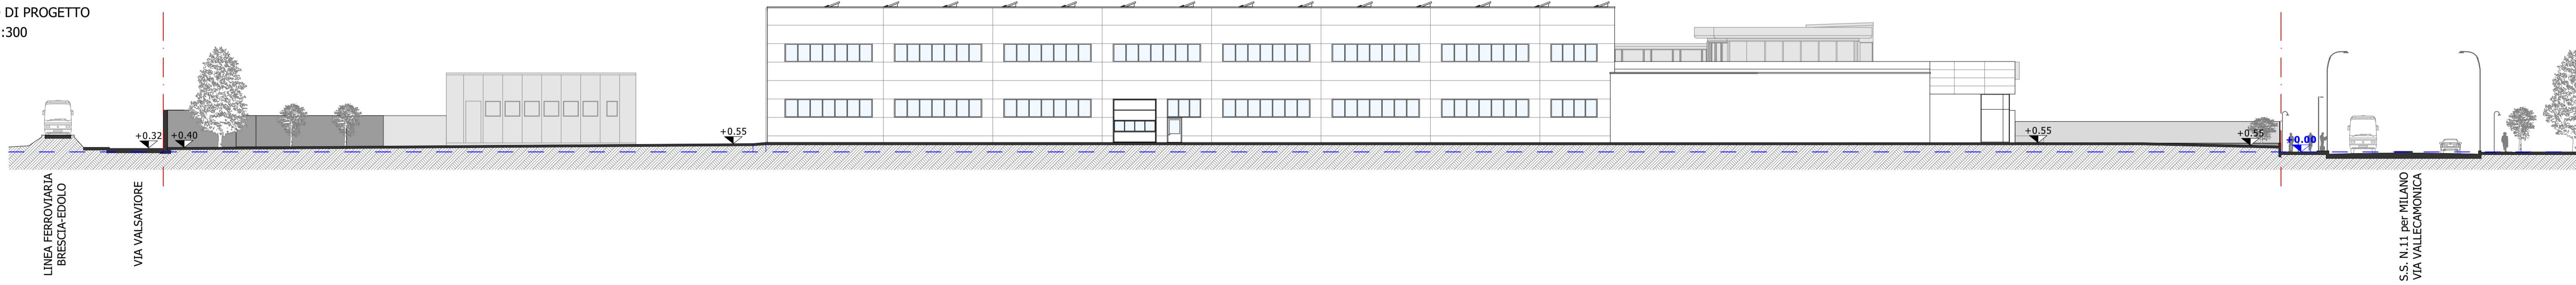 DI PROGETTO
:300
+0.32
+0.40
+0.55
+0.55
+0.55
+0.00
LINEA FERROVIARIA
BRESCIA-EDOLO
VIA VALSAVIORE
S.S. N.11 per MILANO
VIA VALLECAMONICA